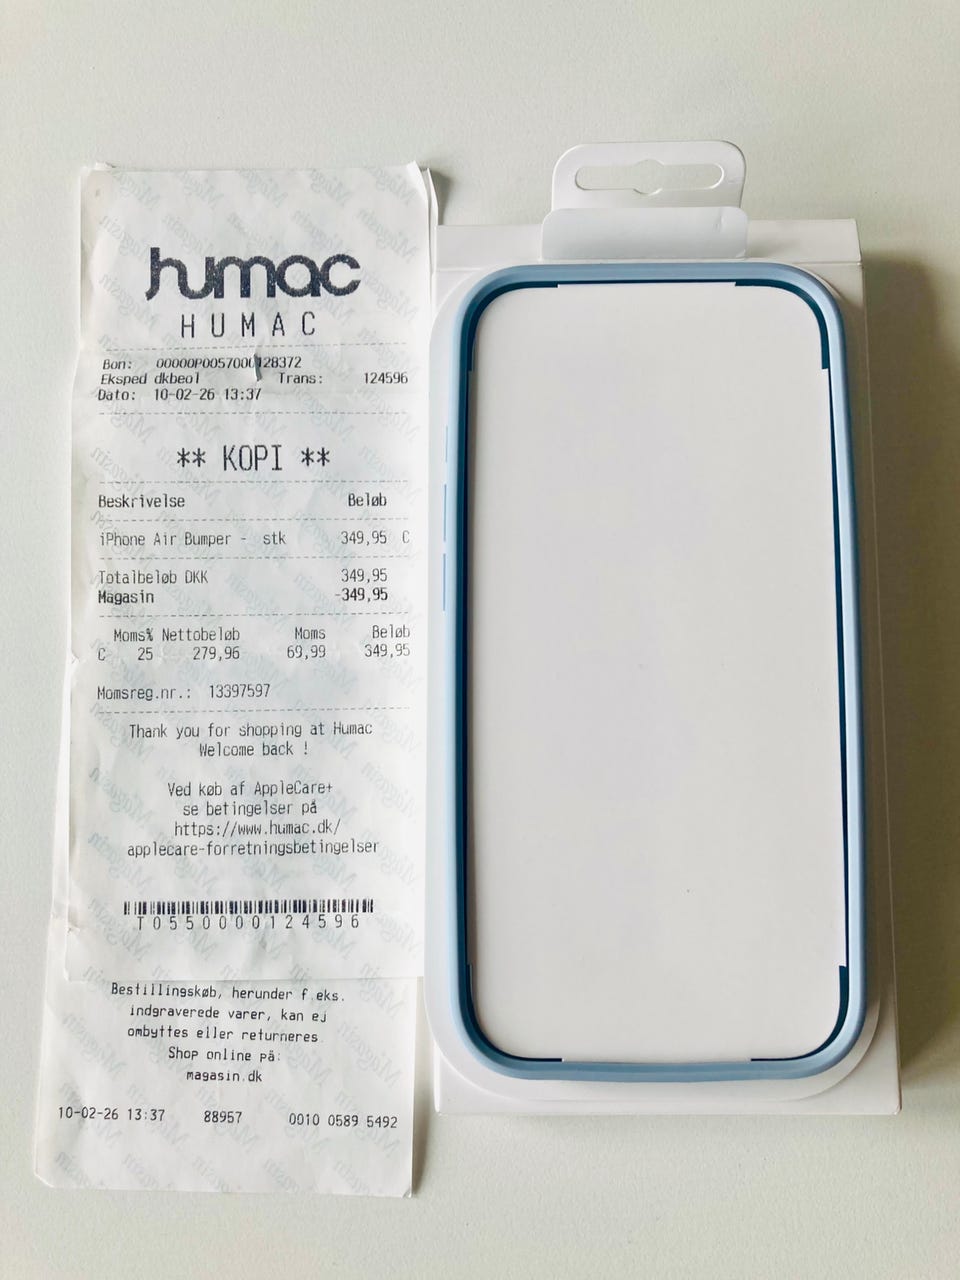 humac
HUMAC
Bon: 00000P0057000128372
Eksped dkbeol Trans: 124596
Dato: 10-02-26 13:37
** KOPI **
Beskrivelse Beløb
iPhone Air Bumper - stk 349,95 C
Totalbeløb DKK 349,95
Magasin -349,95
Moms% Nettobeløb Moms Beløb
C 25 279,96 69,99 349,95
Momsreg.nr.: 13397597
Thank you for shopping at Humac
Welcome back !
Ved køb af AppleCare+
se betingelser på
https://www.humac.dk/
applecare-forretningsbetingelser
T0550000124596
Bestillingskøb, herunder f.eks.
indgraverede varer, kan ej
ombyttes eller returneres
Shop online på:
magasin.dk
10-02-26 13:37 88957 0010 0589 5492